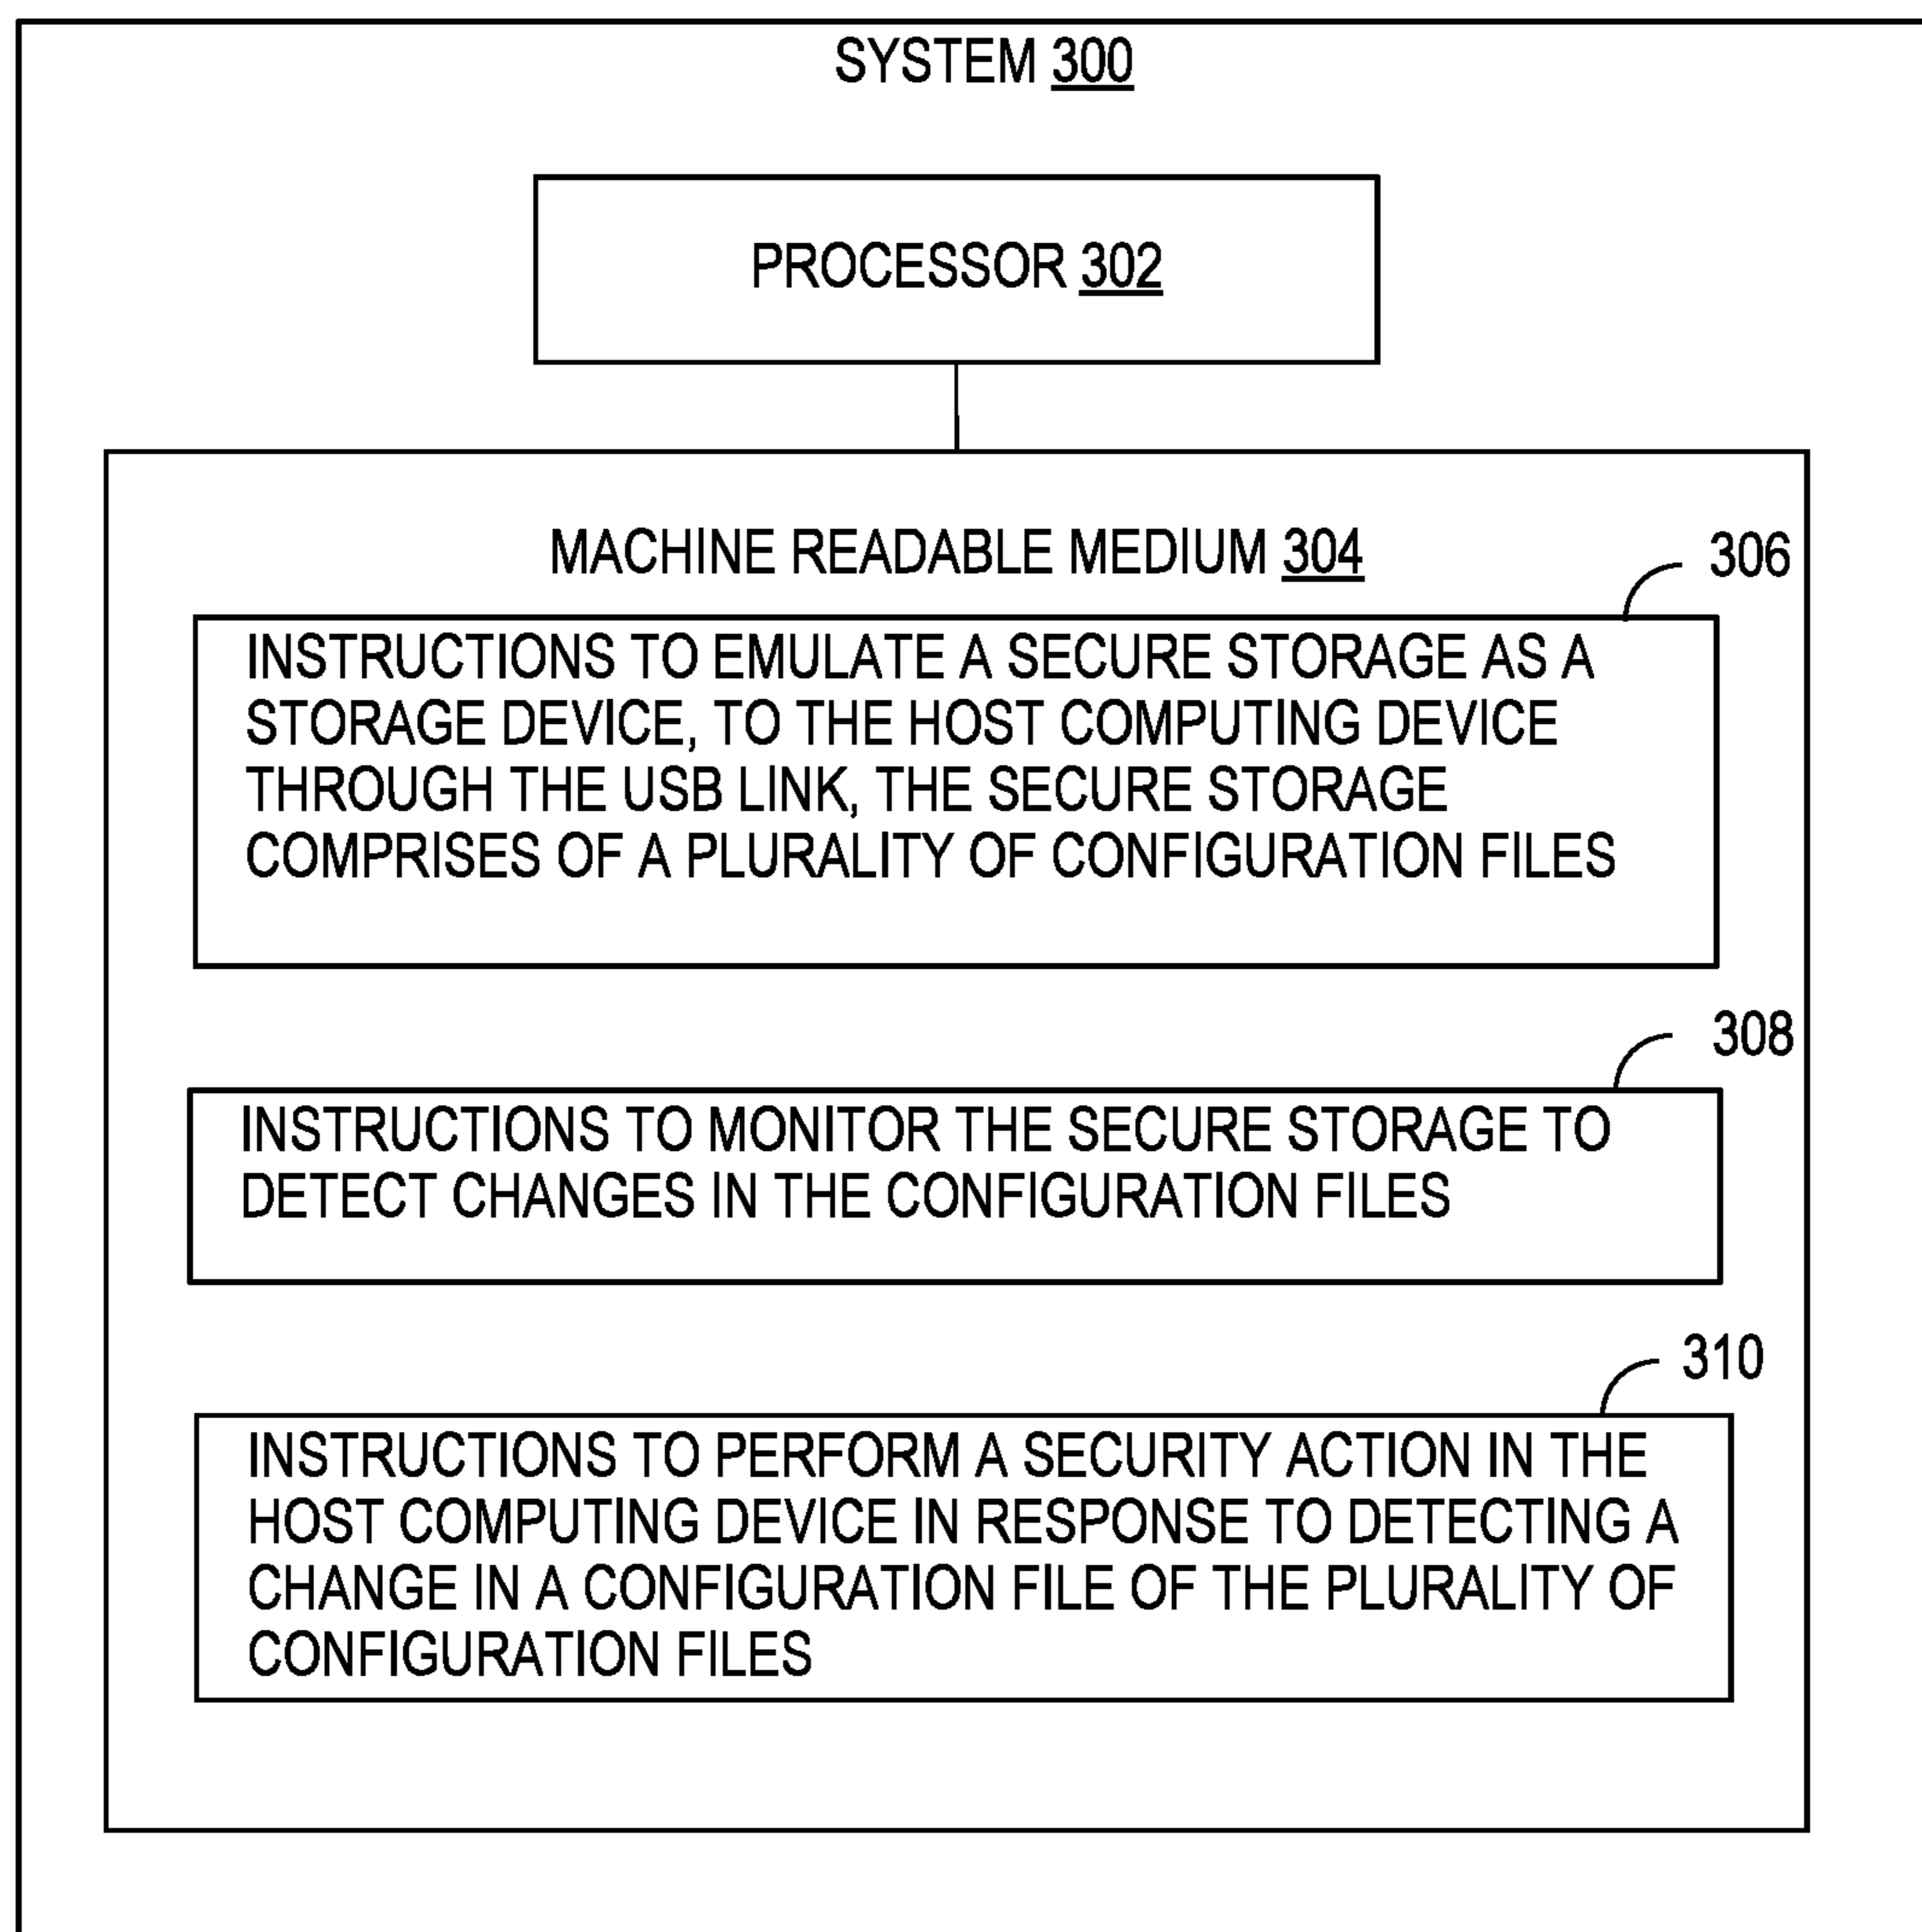 SYSTEM 300
PROCESSOR 302
MACHINE READABLE MEDIUM 304
306
INSTRUCTIONS TO EMULATE A SECURE STORAGE AS A
STORAGE DEVICE, TO THE HOST COMPUTING DEVICE
THROUGH THE USB LINK, THE SECURE STORAGE
COMPRISES OF A PLURALITY OF CONFIGURATION FILES
308
INSTRUCTIONS TO MONITOR THE SECURE STORAGE TO
DETECT CHANGES IN THE CONFIGURATION FILES
310
INSTRUCTIONS TO PERFORM A SECURITY ACTION IN THE
HOST COMPUTING DEVICE IN RESPONSE TO DETECTING A
CHANGE IN A CONFIGURATION FILE OF THE PLURALITY OF
CONFIGURATION FILES